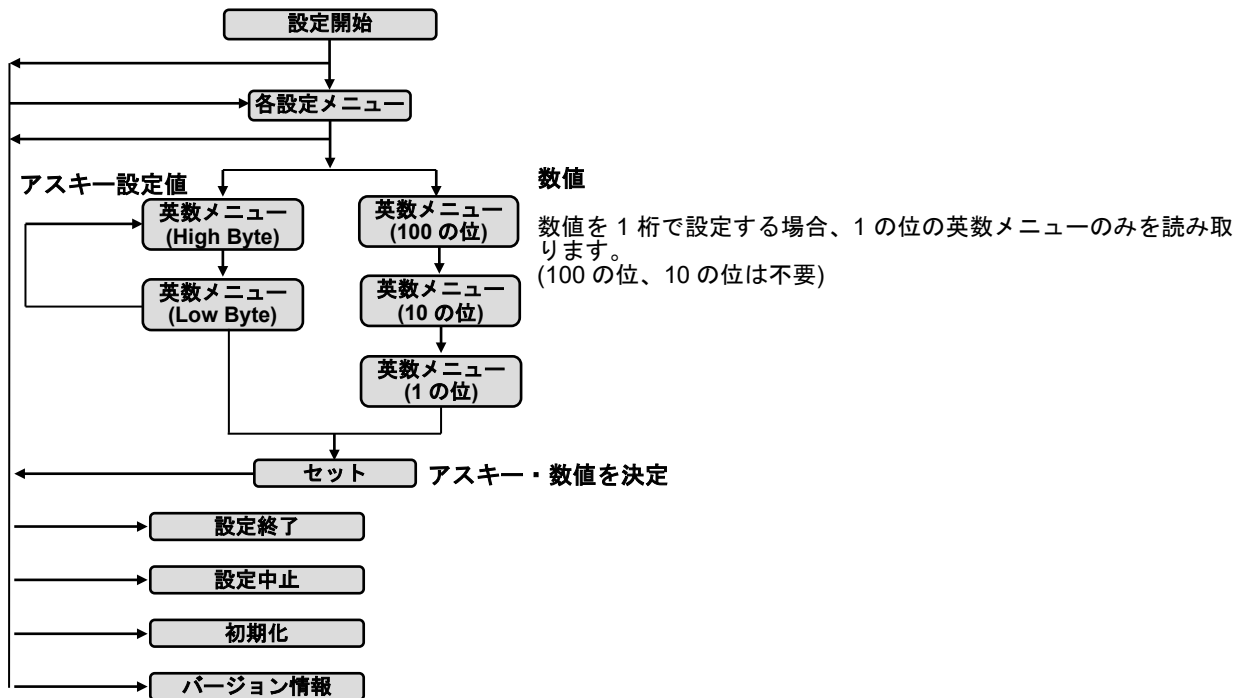 設定開始
各設定メニュー
アスキー設定値
英数メニュー
(High Byte)
英数メニュー
(Low Byte)
英数メニュー
(100 の位)
英数メニュー
(10 の位)
英数メニュー
(1 の位)
数値
数値を 1 桁で設定する場合、1 の位の英数メニューのみを読み取
ります。
(100 の位、10 の位は不要)
セット
アスキー・数値を決定
設定終了
設定中止
初期化
バージョン情報